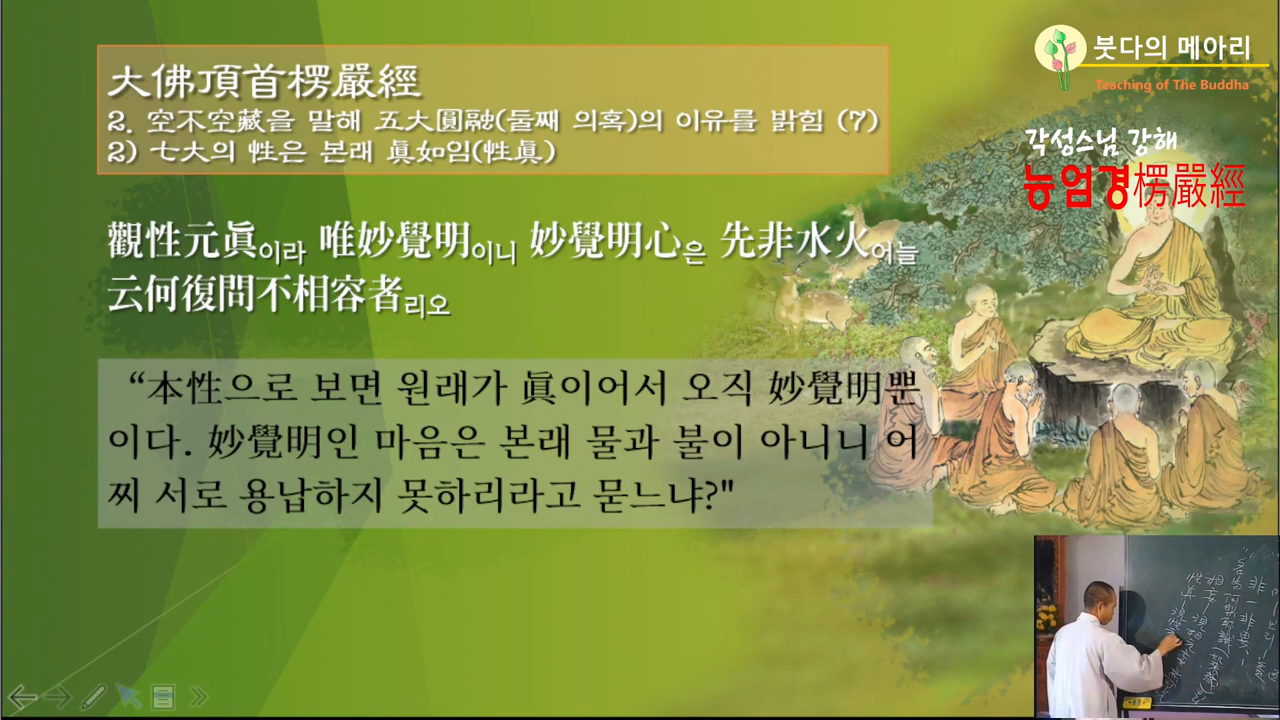 大佛頂首楞嚴經
2. 空不空藏을 말해 五大圓融(둘째 의혹)의 이유를 밝힘 (7)
2) 七大의 性은 본래 眞如임(性眞)
붓다의 메아리
Teaching of The Buddha
각성스님 강해
능엄경楞嚴經
觀性元眞이라 唯妙覺明이니 妙覺明心은 先非水火어늘
云何復問不相容者리오
“本性으로 보면 원래가 眞이어서 오직 妙覺明뿐
이다. 妙覺明인 마음은 본래 물과 불이 아니니 어
찌 서로 용납하지 못하리라고 묻느냐?"